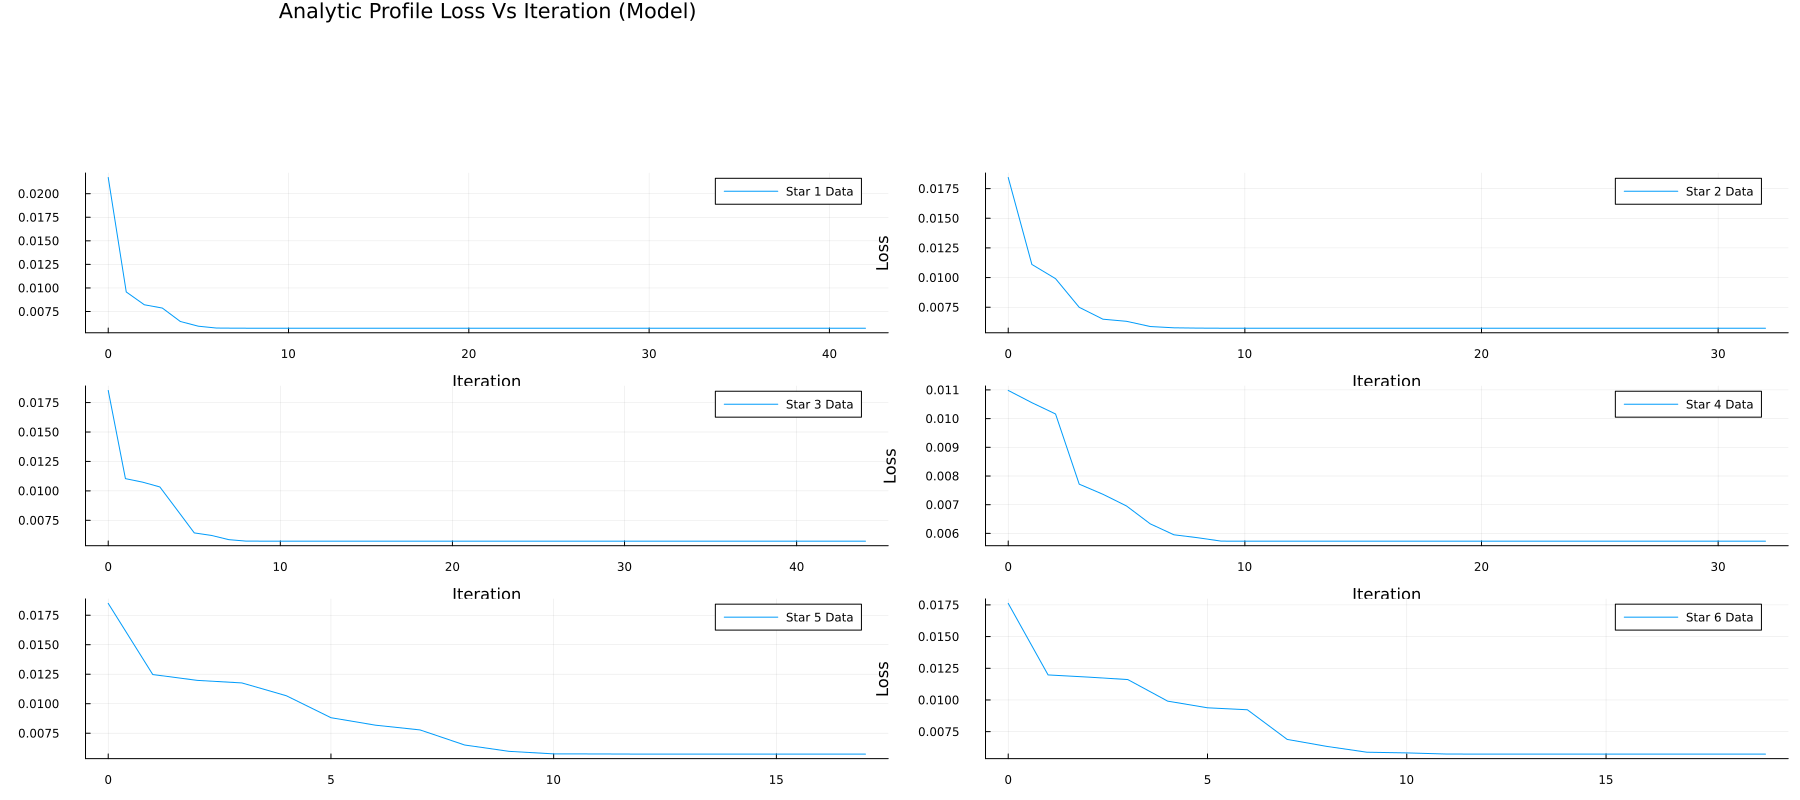 Analytic Profile Loss Vs Iteration (Model)
0.0200
0.0175
0.0150
0.0125
0.0100
0.0075
Star 1 Data
0 10 20 30 40
Iteration
Loss
0.0175
0.0150
0.0125
0.0100
0.0075
Star 2 Data
0 10 20 30
Iteration
0.0175
0.0150
0.0125
0.0100
0.0075
Star 3 Data
0 10 20 30 40
Iteration
Loss
0.011
0.010
0.009
0.008
0.007
0.006
Star 4 Data
0 10 20 30
Iteration
0.0175
0.0150
0.0125
0.0100
0.0075
Star 5 Data
0 5 10 15
Loss
0.0175
0.0150
0.0125
0.0100
0.0075
Star 6 Data
0 5 10 15